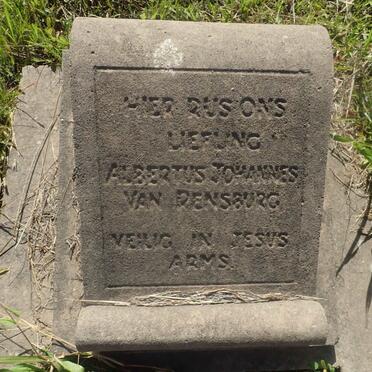 HIER RUS ONS
LIEFLING
ALBERTUS JOHANNES
VAN RENSBURG
VEILIG IN JESUS
ARMS.